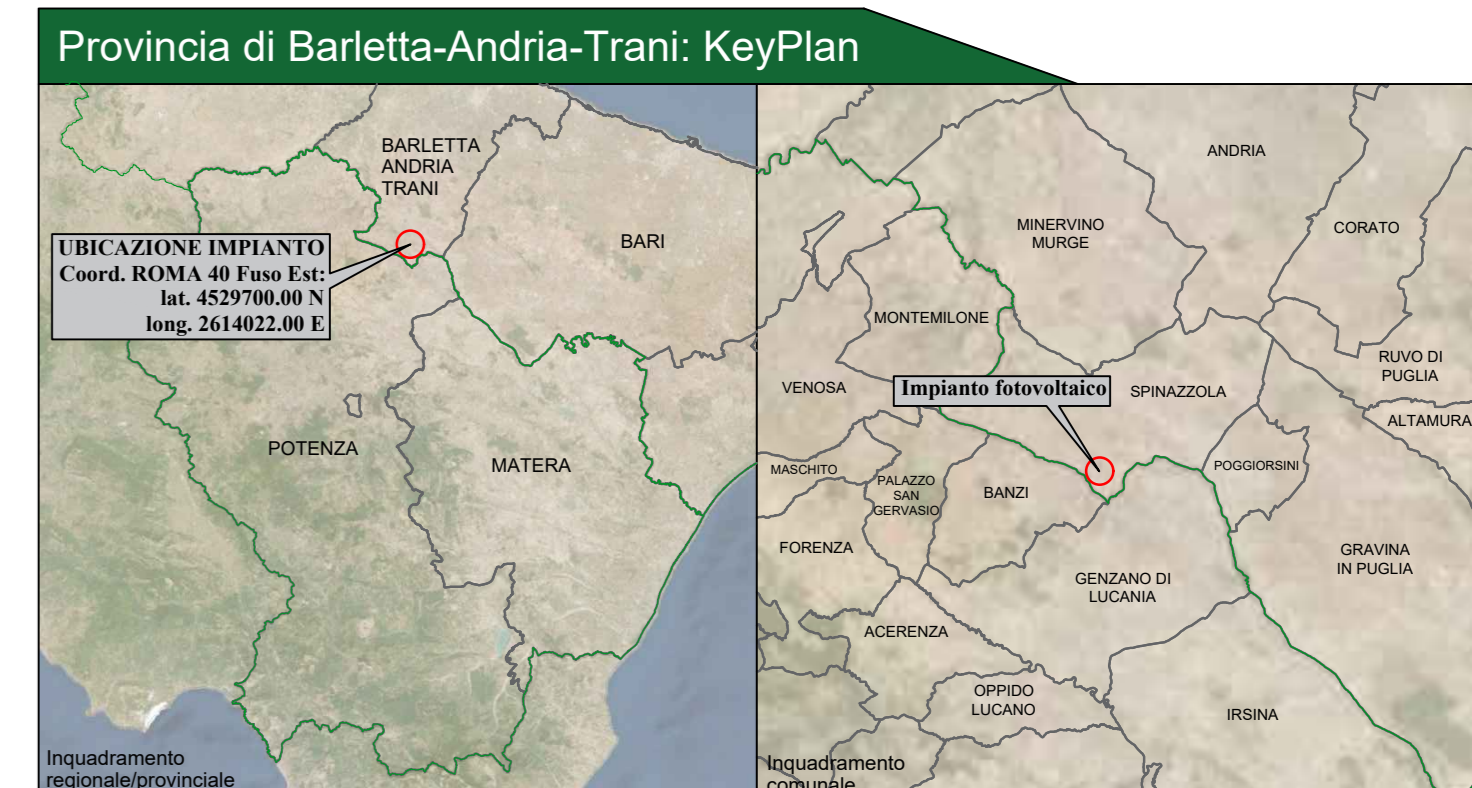 Provincia di Barletta-Andria-Trani: KeyPlan
BARLETTA
ANDRIA
TRANI
BARI
UBICAZIONE IMPIANTO
Coord. ROMA 40 Fuso Est:
lat. 4529700.00 N
long. 2614022.00 E
POTENZA
MATERA
Inquadramento
regionale/provinciale
ANDRIA
MINERVINO
MURGE
CORATO
MONTEMILONE
RUVO DI
PUGLIA
VENOSA
Impianto fotovoltaico
SPINAZZOLA
ALTAMURA
MASCHITO
PALAZZO
SAN
GERVASIO
BANZI
POGGIORSINI
FORENZA
GRAVINA
IN PUGLIA
GENZANO DI
LUCANIA
ACERENZA
OPPIDO
LUCANO
IRSINA
Inquadramento
comunale